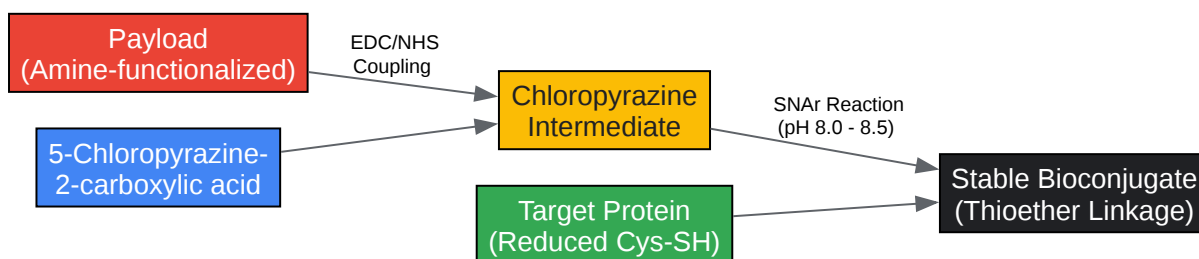 Payload
(Amine-functionalized)
EDC/NHS
Coupling
5-Chloropyrazine-
2-carboxylic acid
Chloropyrazine
Intermediate
SNAr Reaction
(pH 8.0 - 8.5)
Target Protein
(Reduced Cys-SH)
Stable Bioconjugate
(Thioether Linkage)